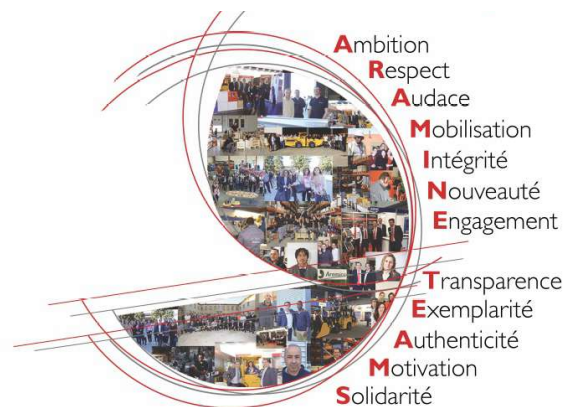 Ambition
Respect
Audace
Mobilisation
Intégrité
Nouveauté
Engagement
Transparence
Exemplarité
Authenticité
Motivation
Solidarité